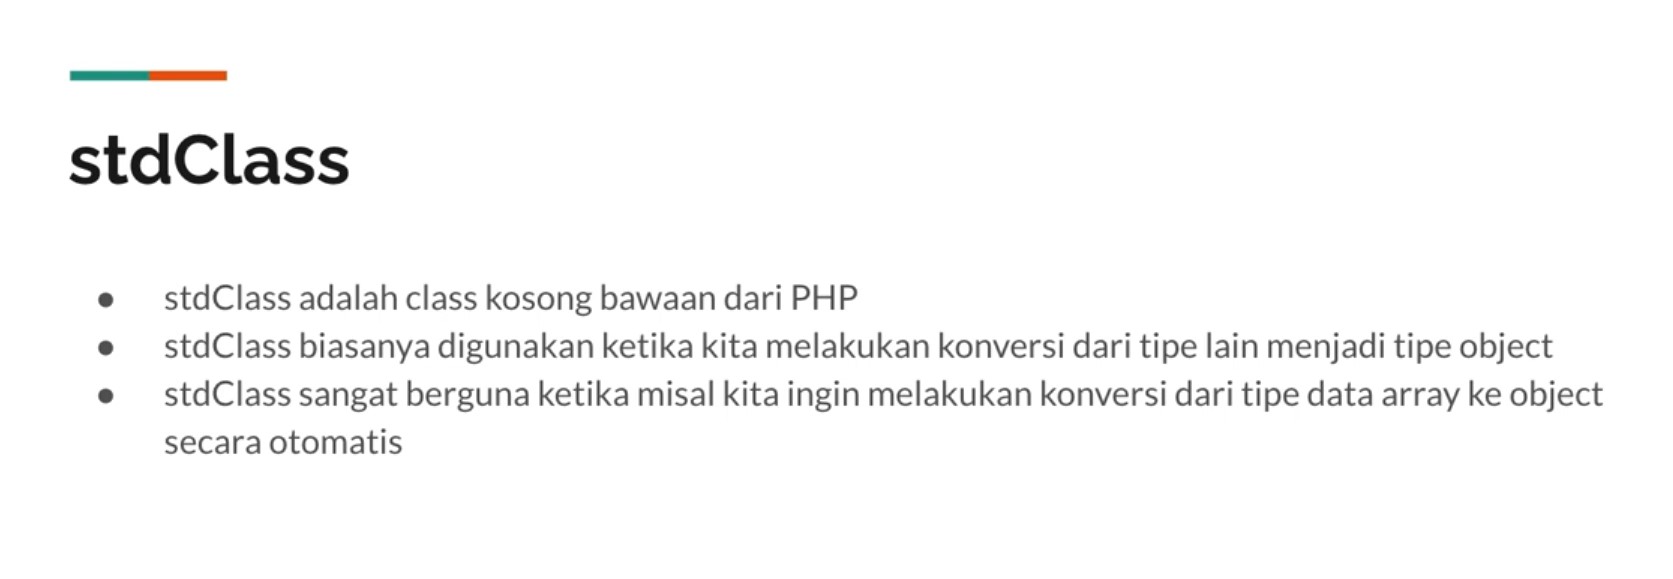 stdClass
● stdClass adalah class kosong bawaan dari PHP
● stdClass biasanya digunakan ketika kita melakukan konversi dari tipe lain menjadi tipe object
● stdClass sangat berguna ketika misal kita ingin melakukan konversi dari tipe data array ke object
secara otomatis